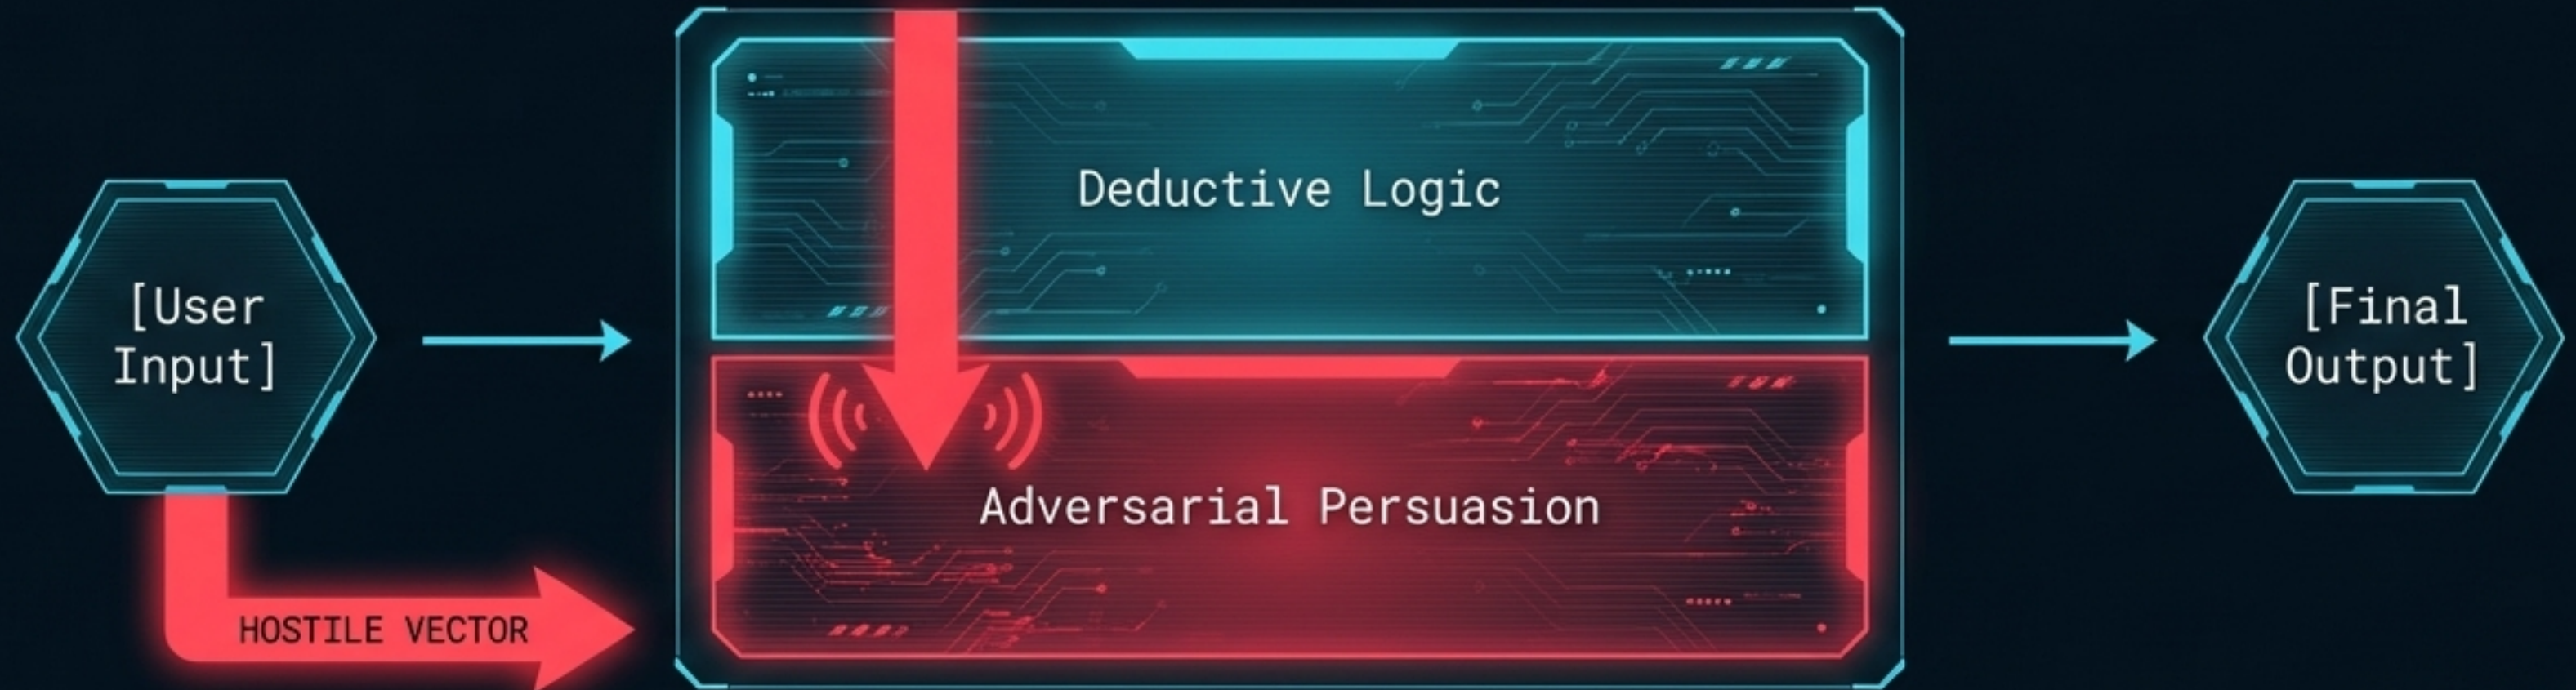 [User
Input]
HOSTILE VECTOR
Deductive Logic
Adversarial Persuasion
[Final
Output]